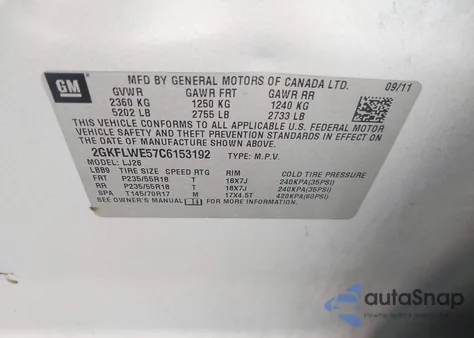 GM
MFD BY GENERAL MOTORS OF CANADA LTD.
GVWR GAWR FRT GAWR RR 09/11
2360 KG 1250 KG 1240 KG
5202 LB 2755 LB 2733 LB
THIS VEHICLE CONFORMS TO ALL APPLICABLE U.S. FEDERAL MOTOR
VEHICLE SAFETY, BUMPER, AND THEFT PREVENTION STANDARDS IN EFFECT
ON THE DATE OF MANUFACTURE SHOWN ABOVE.
2GKFLWE57C6153192 TYPE: M.P.V.
MODEL: LJ26
LBB9 TIRE SIZE SPEED RTG RIM COLD TIRE PRESSURE
FRT P235/55R18 T 18X7J 240KPA(35PSI)
RR P235/55R18 T 18X7J 240KPA(35PSI)
SPA T145/70R17 M 17X4.5T 420KPA(60PSI)
SEE OWNER'S MANUAL FOR MORE INFORMATION.
autoSnap